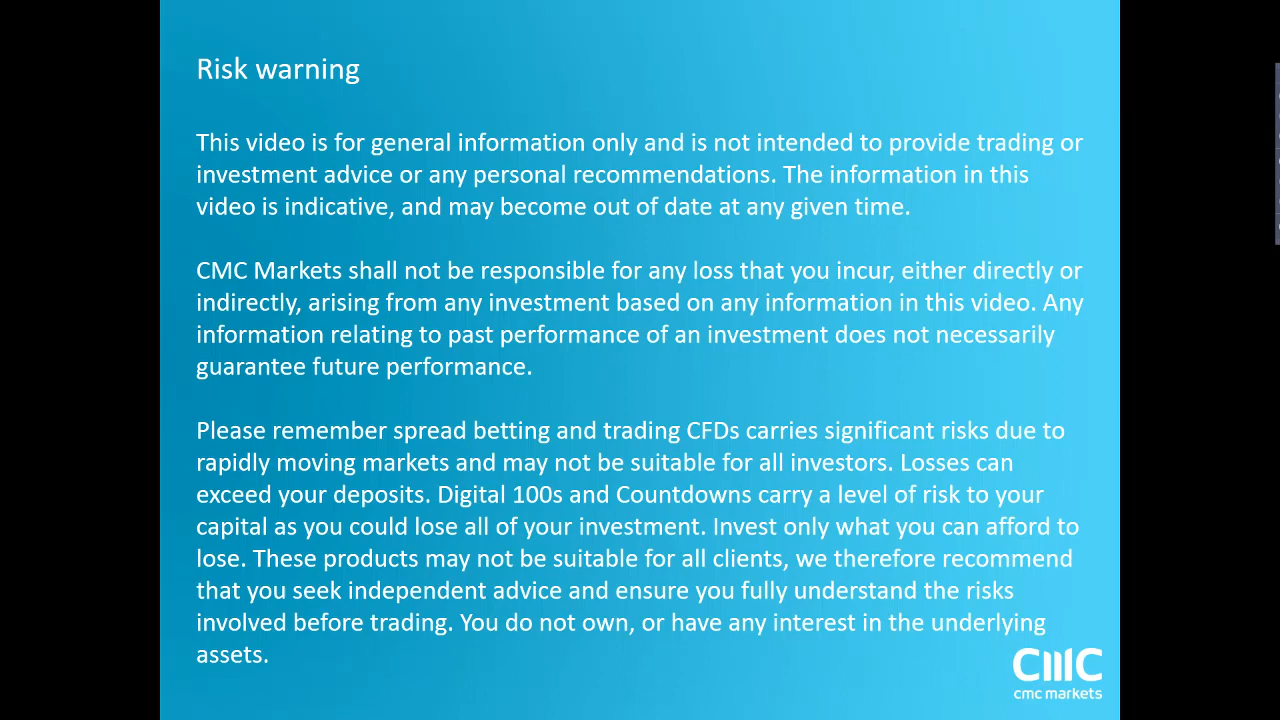 Risk warning
This video is for general information only and is not intended to provide trading or
investment advice or any personal recommendations. The information in this
video is indicative, and may become out of date at any given time.
CMC Markets shall not be responsible for any loss that you incur, either directly or
indirectly, arising from any investment based on any information in this video. Any
information relating to past performance of an investment does not necessarily
guarantee future performance.
Please remember spread betting and trading CFDs carries significant risks due to
rapidly moving markets and may not be suitable for all investors. Losses can
exceed your deposits. Digital 100s and Countdowns carry a level of risk to your
capital as you could lose all of your investment. Invest only what you can afford to
lose. These products may not be suitable for all clients, we therefore recommend
that you seek independent advice and ensure you fully understand the risks
involved before trading. You do not own, or have any interest in the underlying
assets.
CMC
cmc markets